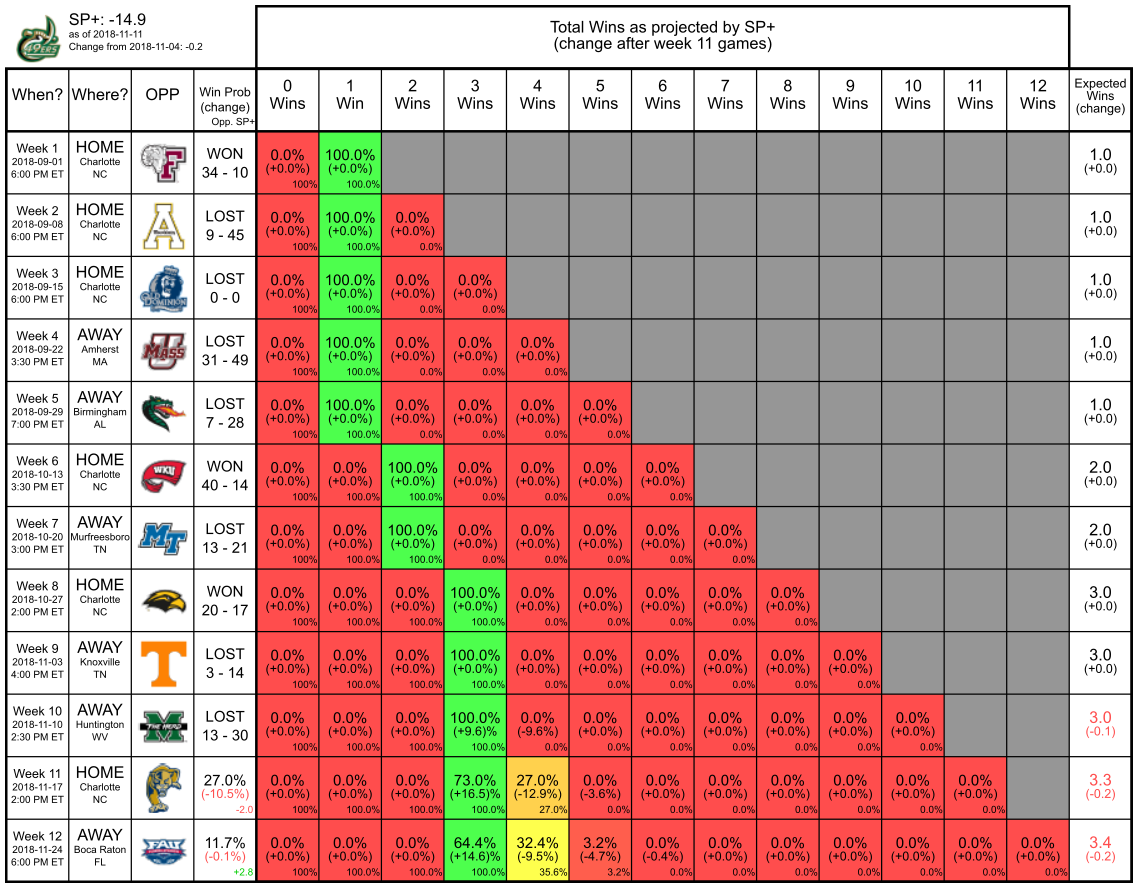 49ERS
SP+: -14.9
as of 2018-11-11
Change from 2018-11-04: -0.2
Total Wins as projected by SP+
(change after week 11 games)
When? Where? OPP Win Prob (change) Opp. SP+ 0 Wins 1 Win 2 Wins 3 Wins 4 Wins 5 Wins 6 Wins 7 Wins 8 Wins 9 Wins 10 Wins 11 Wins 12 Wins Expected Wins (change)
Week 1 HOME F WON 0.0% 100.0% 1.0
2018-09-01 Charlotte 34 - 10 (+0.0%) (+0.0%) (+0.0)
6:00 PM ET NC 100% 100.0%
Week 2 HOME A LOST 0.0% 100.0% 0.0% 1.0
2018-09-08 Charlotte 9 - 45 (+0.0%) (+0.0%) (+0.0%) (+0.0)
6:00 PM ET NC 100% 100.0% 0.0%
Week 3 HOME OLD DOMINION LOST 0.0% 100.0% 0.0% 0.0% 1.0
2018-09-15 Charlotte 0 - 0 (+0.0%) (+0.0%) (+0.0%) (+0.0%) (+0.0)
6:00 PM ET NC 100% 100.0% 0.0% 0.0%
Week 4 AWAY U MASS LOST 0.0% 100.0% 0.0% 0.0% 0.0% 1.0
2018-09-22 Amherst 31 - 49 (+0.0%) (+0.0%) (+0.0%) (+0.0%) (+0.0%) (+0.0)
3:30 PM ET MA 100% 100.0% 0.0% 0.0% 0.0%
Week 5 AWAY LOST 0.0% 100.0% 0.0% 0.0% 0.0% 0.0% 1.0
2018-09-29 Birmingham 7 - 28 (+0.0%) (+0.0%) (+0.0%) (+0.0%) (+0.0%) (+0.0%) (+0.0)
7:00 PM ET AL 100% 100.0% 0.0% 0.0% 0.0% 0.0%
Week 6 HOME WKU WON 0.0% 0.0% 100.0% 0.0% 0.0% 0.0% 0.0% 2.0
2018-10-13 Charlotte 40 - 14 (+0.0%) (+0.0%) (+0.0%) (+0.0%) (+0.0%) (+0.0%) (+0.0%) (+0.0)
3:30 PM ET NC 100% 100.0% 100.0% 0.0% 0.0% 0.0% 0.0%
Week 7 AWAY MT LOST 0.0% 0.0% 100.0% 0.0% 0.0% 0.0% 0.0% 0.0% 2.0
2018-10-20 Murfreesboro 13 - 21 (+0.0%) (+0.0%) (+0.0%) (+0.0%) (+0.0%) (+0.0%) (+0.0%) (+0.0%) (+0.0)
3:00 PM ET TN 100% 100.0% 100.0% 0.0% 0.0% 0.0% 0.0% 0.0%
Week 8 HOME WON 0.0% 0.0% 0.0% 100.0% 0.0% 0.0% 0.0% 0.0% 0.0% 3.0
2018-10-27 Charlotte 20 - 17 (+0.0%) (+0.0%) (+0.0%) (+0.0%) (+0.0%) (+0.0%) (+0.0%) (+0.0%) (+0.0%) (+0.0)
2:00 PM ET NC 100% 100.0% 100.0% 100.0% 0.0% 0.0% 0.0% 0.0% 0.0%
Week 9 AWAY T LOST 0.0% 0.0% 0.0% 100.0% 0.0% 0.0% 0.0% 0.0% 0.0% 0.0% 3.0
2018-11-03 Knoxville 3 - 14 (+0.0%) (+0.0%) (+0.0%) (+0.0%) (+0.0%) (+0.0%) (+0.0%) (+0.0%) (+0.0%) (+0.0%) (+0.0)
4:00 PM ET TN 100% 100.0% 100.0% 100.0% 0.0% 0.0% 0.0% 0.0% 0.0% 0.0%
Week 10 AWAY M THE HERD LOST 0.0% 0.0% 0.0% 100.0% 0.0% 0.0% 0.0% 0.0% 0.0% 0.0% 0.0% 3.0
2018-11-10 Huntington 13 - 30 (+0.0%) (+0.0%) (+0.0%) (+9.6)% (-9.6%) (+0.0%) (+0.0%) (+0.0%) (+0.0%) (+0.0%) (+0.0%) (-0.1)
2:30 PM ET WV 100% 100.0% 100.0% 100.0% 0.0% 0.0% 0.0% 0.0% 0.0% 0.0% 0.0%
Week 11 HOME 27.0% 0.0% 0.0% 0.0% 73.0% 27.0% 0.0% 0.0% 0.0% 0.0% 0.0% 0.0% 0.0% 3.3
2018-11-17 Charlotte (-10.5%) (+0.0%) (+0.0%) (+0.0%) (+16.5)% (-12.9%) (-3.6%) (+0.0%) (+0.0%) (+0.0%) (+0.0%) (+0.0%) (+0.0%) (-0.2)
2:00 PM ET NC -2.0 100% 100.0% 100.0% 100.0% 27.0% 0.0% 0.0% 0.0% 0.0% 0.0% 0.0% 0.0%
Week 12 AWAY FAU 11.7% 0.0% 0.0% 0.0% 64.4% 32.4% 3.2% 0.0% 0.0% 0.0% 0.0% 0.0% 0.0% 0.0% 3.4
2018-11-24 Boca Raton (-0.1%) (+0.0%) (+0.0%) (+0.0%) (+14.6)% (-9.5%) (-4.7%) (-0.4%) (+0.0%) (+0.0%) (+0.0%) (+0.0%) (+0.0%) (+0.0%) (-0.2)
6:00 PM ET FL +2.8 100% 100.0% 100.0% 100.0% 35.6% 3.2% 0.0% 0.0% 0.0% 0.0% 0.0% 0.0% 0.0%